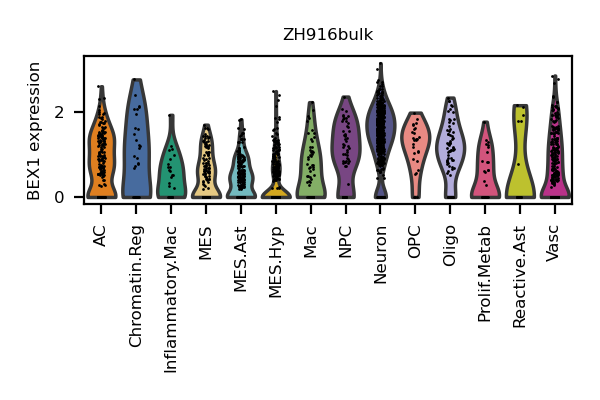 ZH916bulk
BEX1 expression
2
0
AC
Chromatin.Reg
Inflammatory.Mac
MES
MES.Ast
MES.Hyp
Mac
NPC
Neuron
OPC
Oligo
Prolif.Metab
Reactive.Ast
Vasc